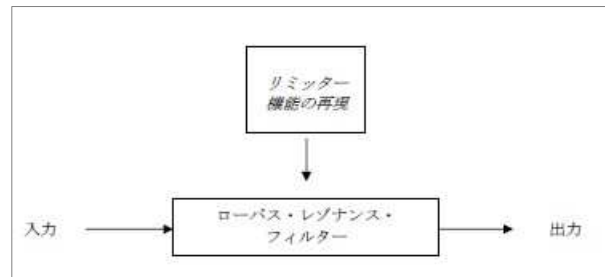 リミッター
機能の再現
入力
ローパス・レゾナンス・
フィルター
出力